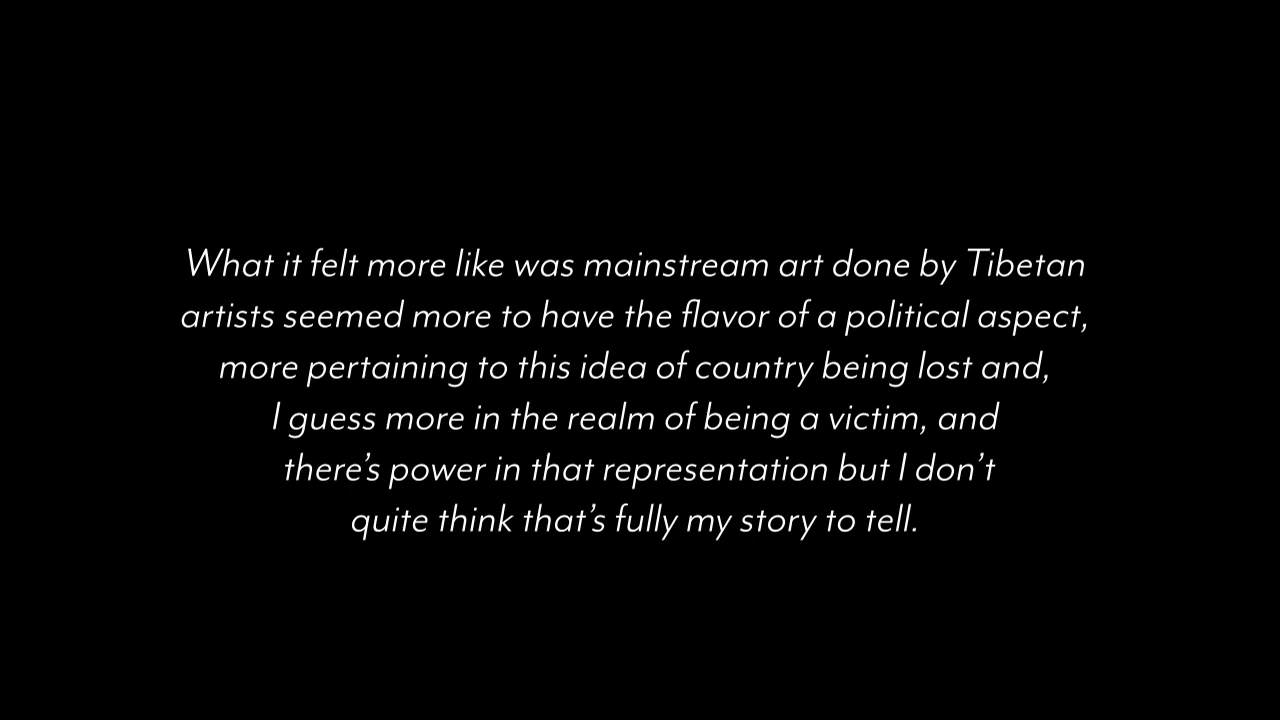 What it felt more like was mainstream art done by Tibetan
artists seemed more to have the flavor of a political aspect,
more pertaining to this idea of country being lost and,
I guess more in the realm of being a victim, and
there’s power in that representation but I don’t
quite think that’s fully my story to tell.